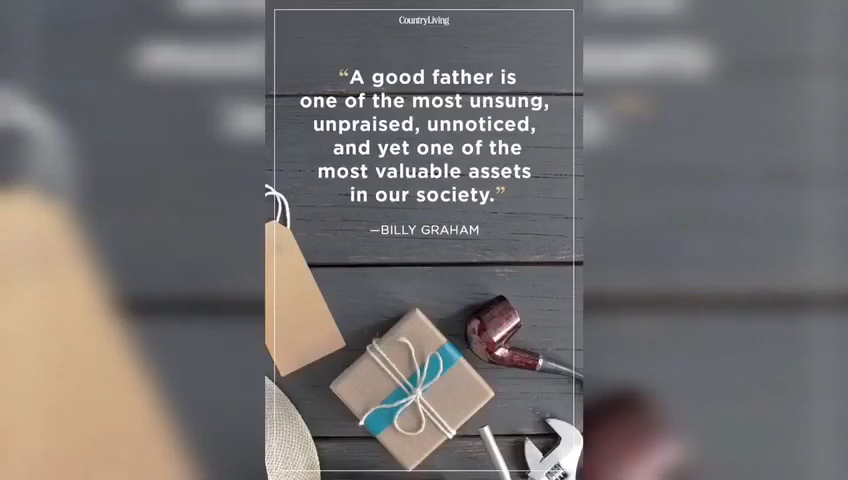 CountryLiving
“A good father is
one of the most unsung,
unpraised, unnoticed,
and yet one of the
most valuable assets
in our society.”
—BILLY GRAHAM